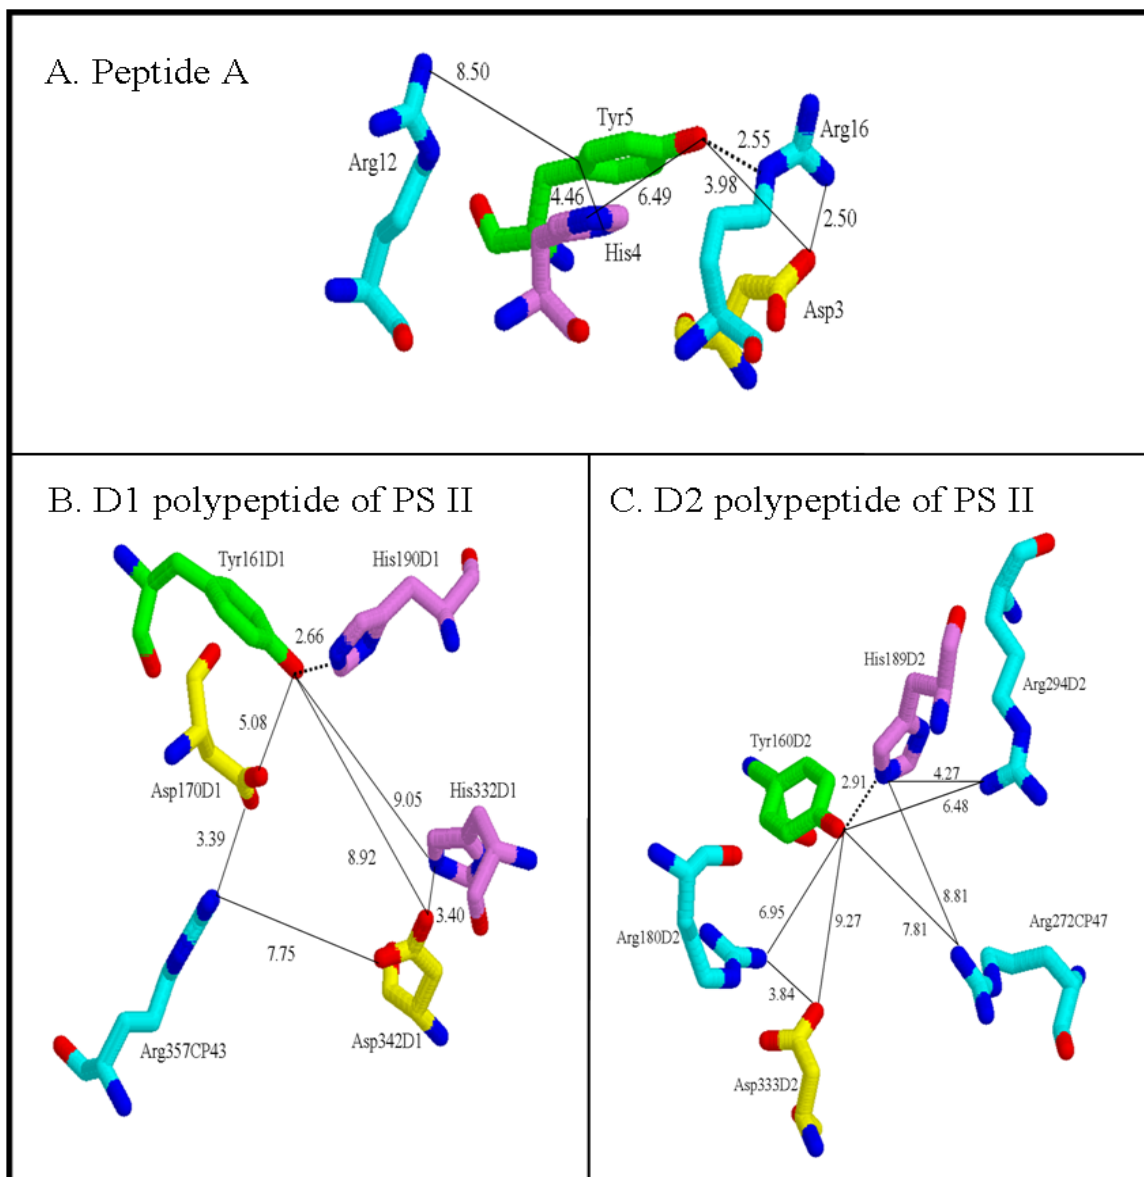 A. Peptide A
8.50
Tyr5
2.55
Arg16
Arg12
4.46
6.49
3.98
2.50
His4
Asp3
B. D1 polypeptide of PS II
Tyr161D1
His190D1
2.66
5.08
Asp170D1
9.05
His332D1
3.39
8.92
3.40
7.75
Arg357CP43
Asp342D1
C. D2 polypeptide of PS II
His189D2
Arg294D2
Tyr160D2
2.91
4.27
6.48
6.95
8.81
9.27
7.81
Arg272CP47
Arg180D2
3.84
Asp333D2